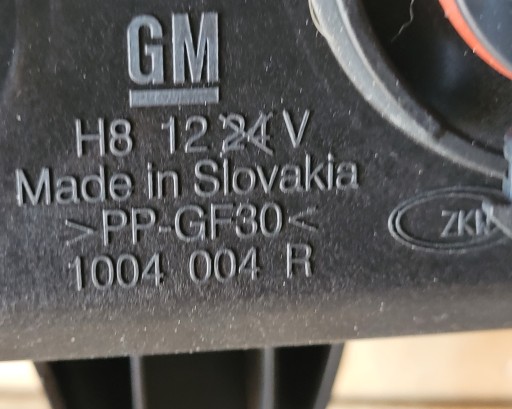 GM
H8 12 24 V
Made in Slovakia
>PP-GF30<
1004 004 R